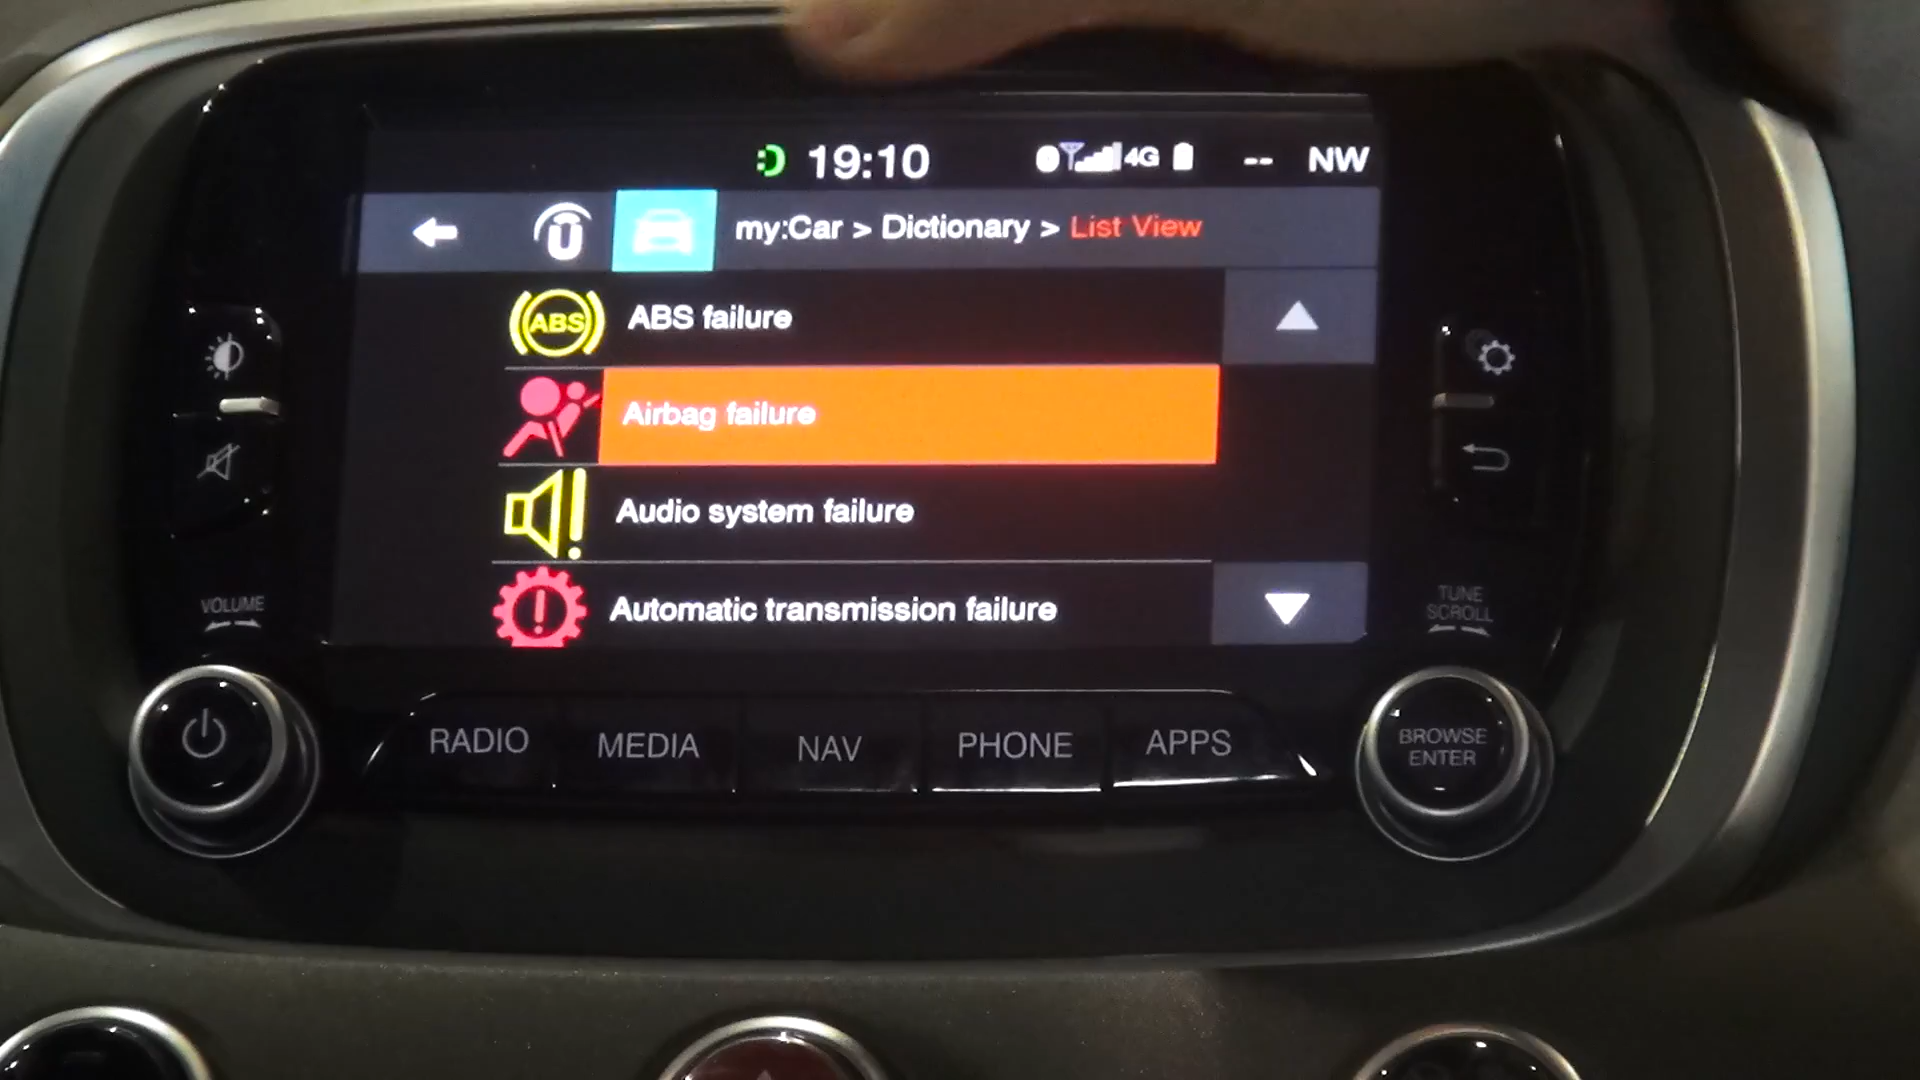 19:10 4G -- NW
my:Car > Dictionary > List View
ABS ABS failure
Airbag failure
Audio system failure
Automatic transmission failure
VOLUME
TUNE
SCROLL
RADIO MEDIA NAV PHONE APPS
BROWSE
ENTER